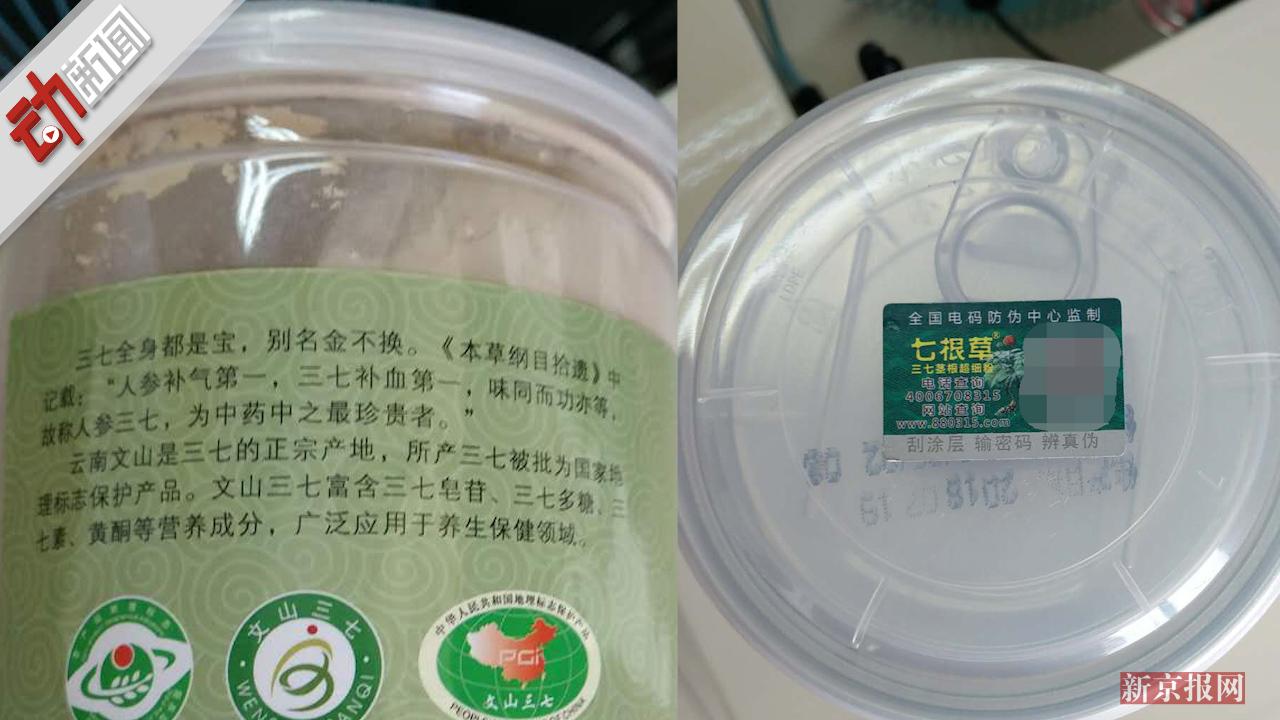 动新闻
三七全身都是宝，别名金不换。《本草纲目拾遗》中
记载："人参补气第一，三七补血第一，味同而功亦等，
故称人参三七，为中药中之最珍贵者。"
云南文山是三七的正宗产地，所产三七被批为国家地
理标志保护产品。文山三七富含三七皂苷、三七多糖、三
七素、黄酮等营养成分，广泛应用于养生保健领域。
文山三七
中华人民共和国地理标志保护产品
PGI
文山三七
全国电码防伪中心监制
七根草®
三七茎根超细粉
电话查询
4006708315
网站查询
www.880315.com
刮涂层 输密码 辨真伪
新京报网